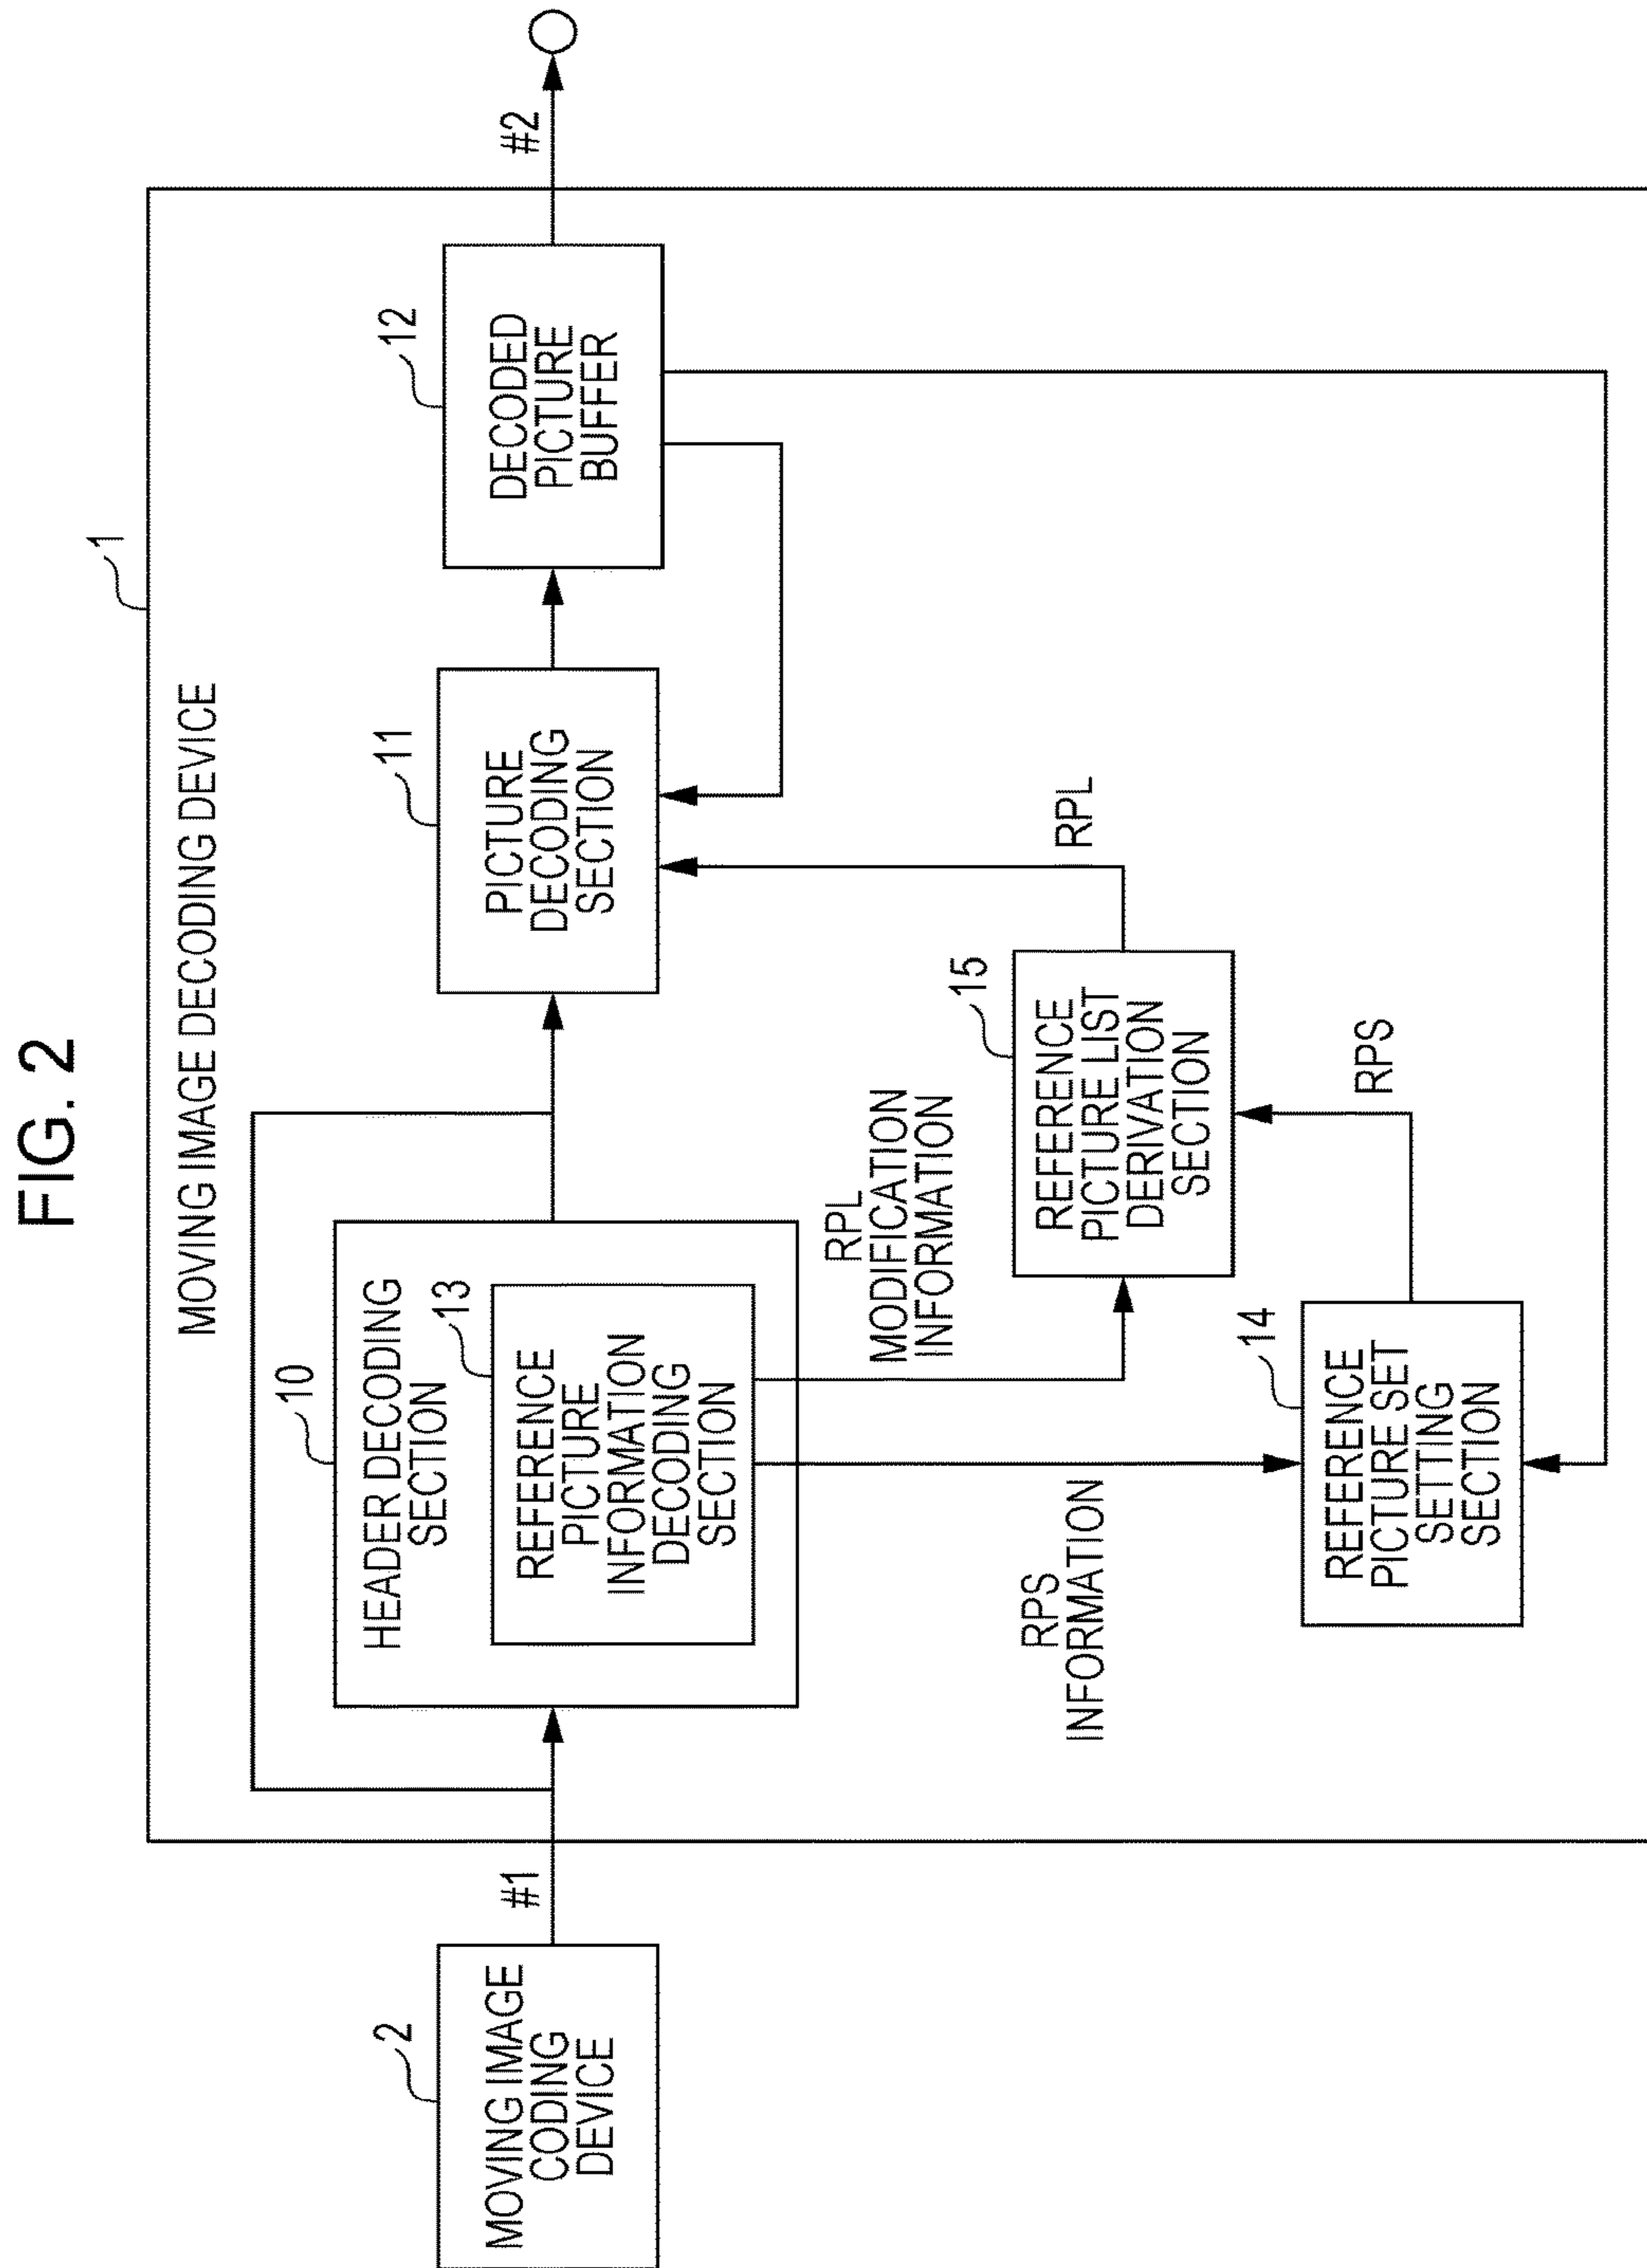 FIG. 2
1
MOVING IMAGE DECODING DEVICE
2
MOVING IMAGE
CODING
DEVICE
#1
10
HEADER DECODING
SECTION
13
REFERENCE
PICTURE
INFORMATION
DECODING
SECTION
11
PICTURE
DECODING
SECTION
12
DECODED
PICTURE
BUFFER
#2
RPL
MODIFICATION
INFORMATION
RPS
INFORMATION
15
REFERENCE
PICTURE LIST
DERIVATION
SECTION
RPL
14
REFERENCE
PICTURE SET
SETTING
SECTION
RPS